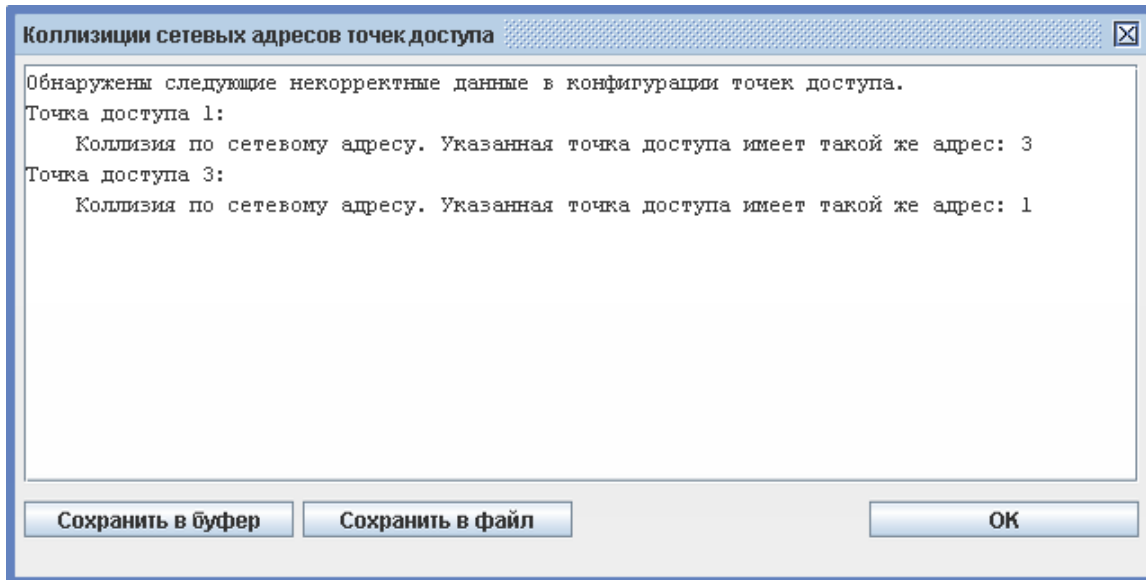 Коллизиции сетевых адресов точек доступа
Обнаружены следующие некорректные данные в конфигурации точек доступа.
Точка доступа 1:
Коллизия по сетевому адресу. Указанная точка доступа имеет такой же адрес: 3
Точка доступа 3:
Коллизия по сетевому адресу. Указанная точка доступа имеет такой же адрес: 1
Сохранить в буфер
Сохранить в файл
OK